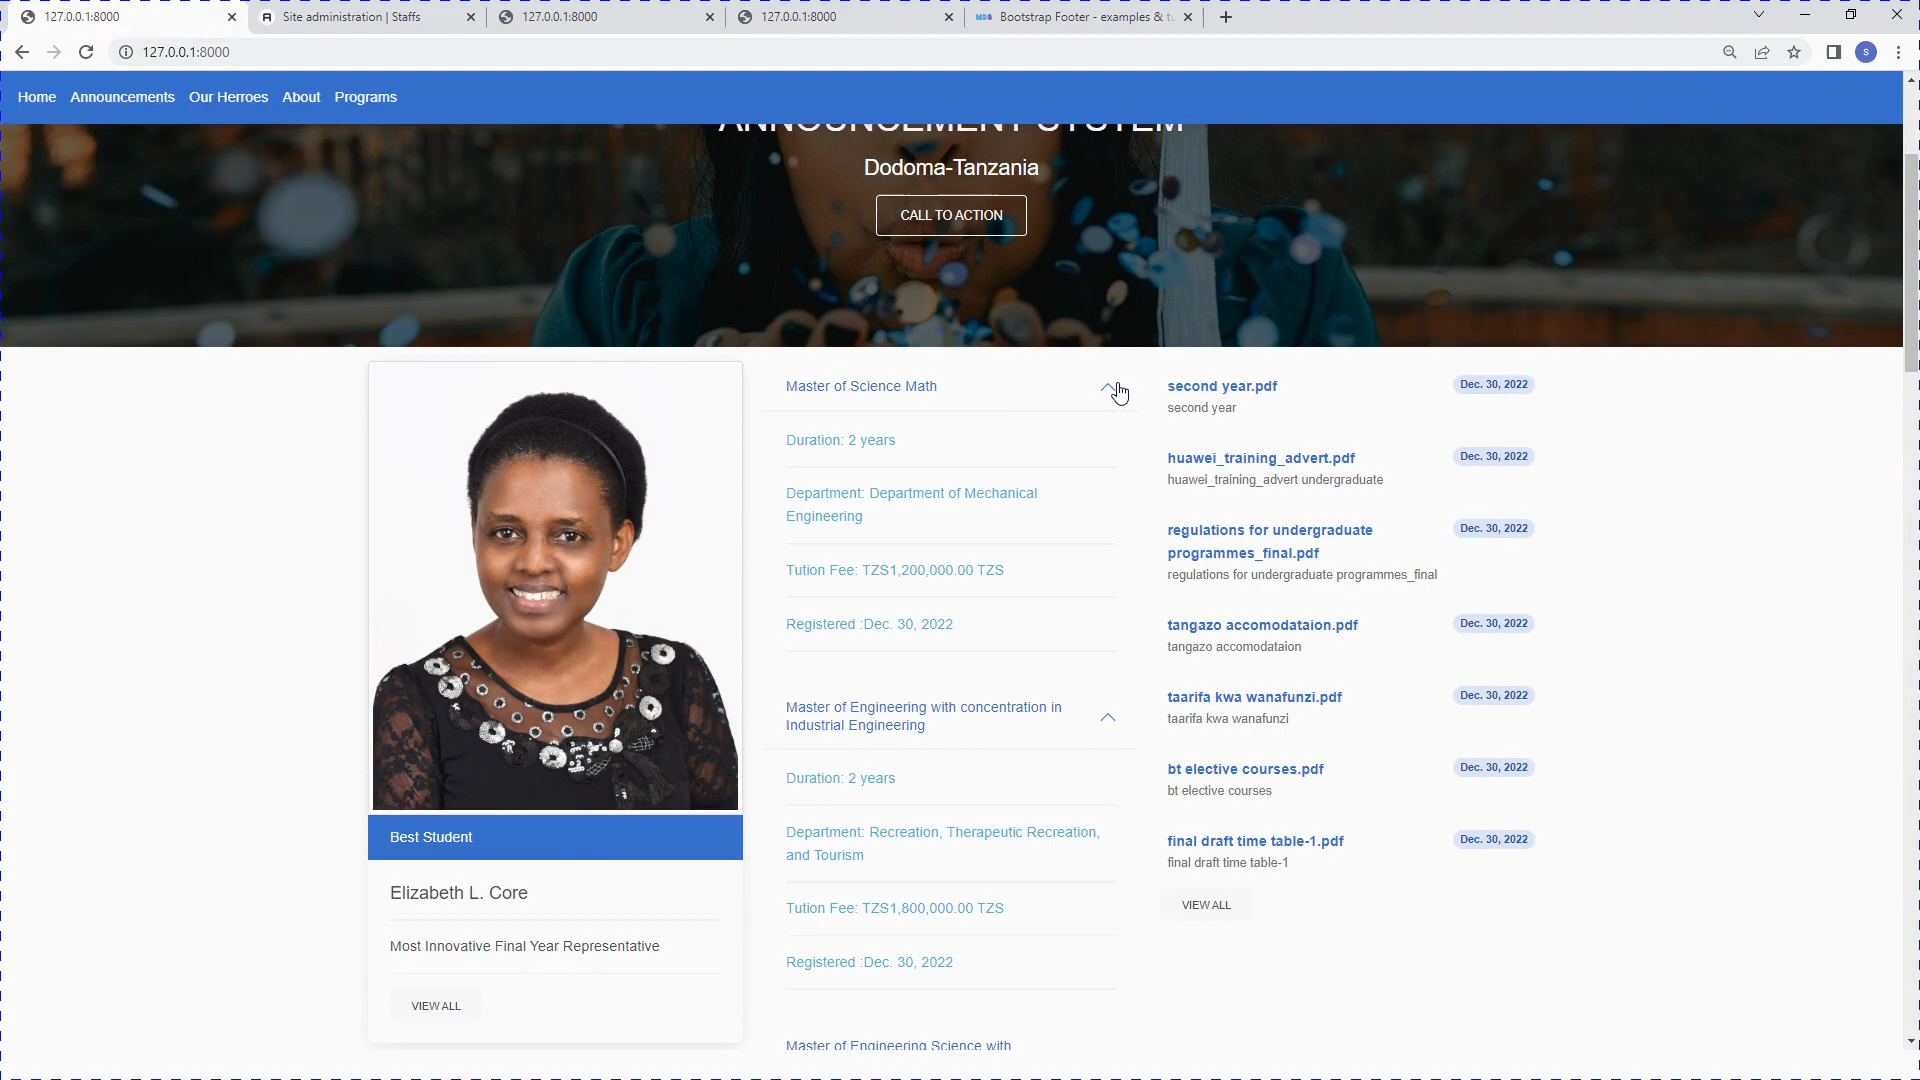 127.0.0.1:8000
Site administration | Staffs
127.0.0.1:8000
127.0.0.1:8000
Bootstrap Footer - examples & tu
127.0.0.1:8000
S
Home Announcements Our Herroes About Programs
ANNOUNCEMENT SYSTEM
Dodoma-Tanzania
CALL TO ACTION
Best Student
Elizabeth L. Core
Most Innovative Final Year Representative
VIEW ALL
Master of Science Math
Duration: 2 years
Department: Department of Mechanical
Engineering
Tution Fee: TZS1,200,000.00 TZS
Registered :Dec. 30, 2022
Master of Engineering with concentration in
Industrial Engineering
Duration: 2 years
Department: Recreation, Therapeutic Recreation,
and Tourism
Tution Fee: TZS1,800,000.00 TZS
Registered :Dec. 30, 2022
Master of Engineering Science with
second year.pdf Dec. 30, 2022
second year
huawei_training_advert.pdf Dec. 30, 2022
huawei_training_advert undergraduate
regulations for undergraduate Dec. 30, 2022
programmes_final.pdf
regulations for undergraduate programmes_final
tangazo accomodataion.pdf Dec. 30, 2022
tangazo accomodataion
taarifa kwa wanafunzi.pdf Dec. 30, 2022
taarifa kwa wanafunzi
bt elective courses.pdf Dec. 30, 2022
bt elective courses
final draft time table-1.pdf Dec. 30, 2022
final draft time table-1
VIEW ALL